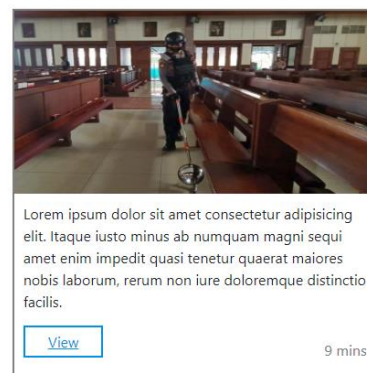 Lorem ipsum dolor sit amet consectetur adipisicing
elit. Itaque iusto minus ab numquam magni sequi
amet enim impedit quasi tenetur quaerat maiores
nobis laborum, rerum non iure doloremque distinctio
facilis.
View
9 mins